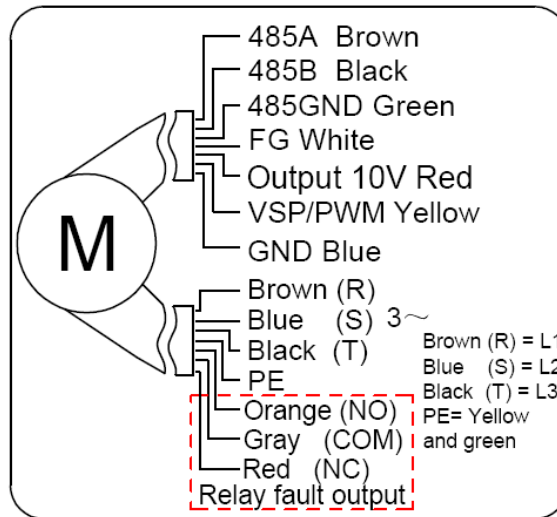 485A Brown
485B Black
485GND Green
FG White
Output 10V Red
VSP/PWM Yellow
GND Blue
M
Brown (R)
Blue (S) 3~
Black (T)
PE
Orange (NO)
Gray (COM)
Red (NC)
Relay fault output
Brown (R) = L1
Blue (S) = L2
Black (T) = L3
PE= Yellow
and green